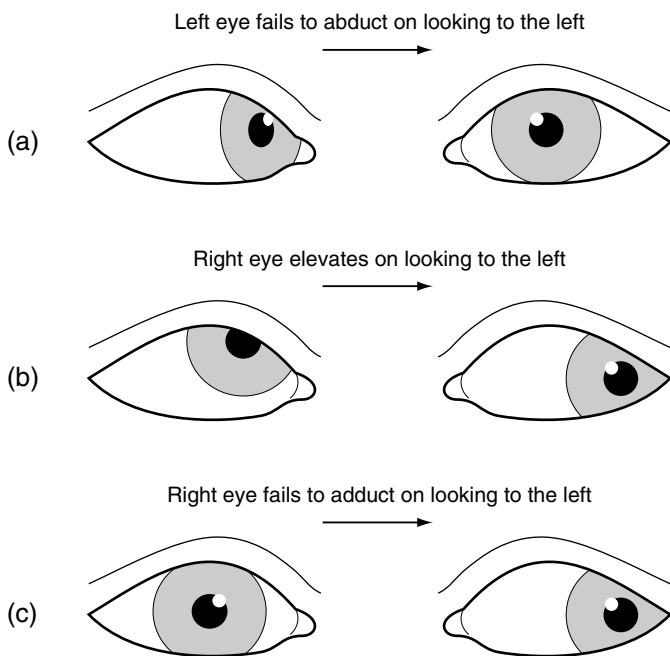 Left eye fails to abduct on looking to the left
(a)
Right eye elevates on looking to the left
(b)
Right eye fails to adduct on looking to the left
(c)